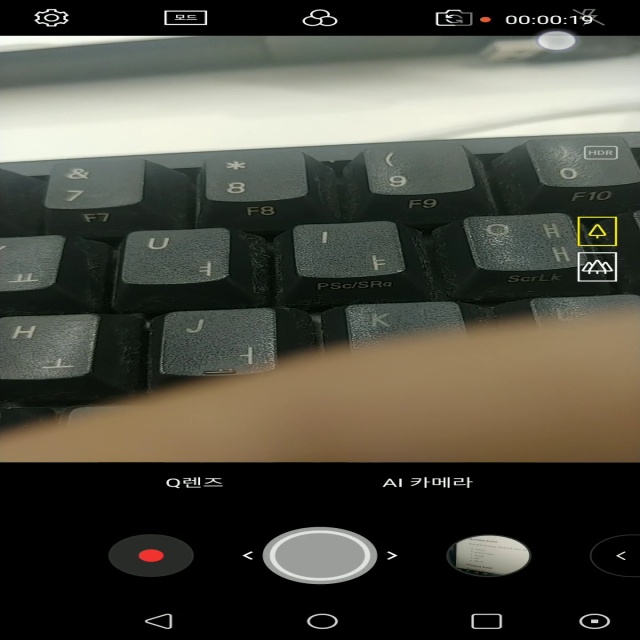 모드
00:00:19
HDR
& 7 F7
* 8 F8
( 9 F9
0 F10
ㅛ
U ㅕ
I ㅑ PSc/SRq
O ㅐ ㅒ ScrLk
H ㅗ
J ㅓ
K
L
Q렌즈
AI 카메라